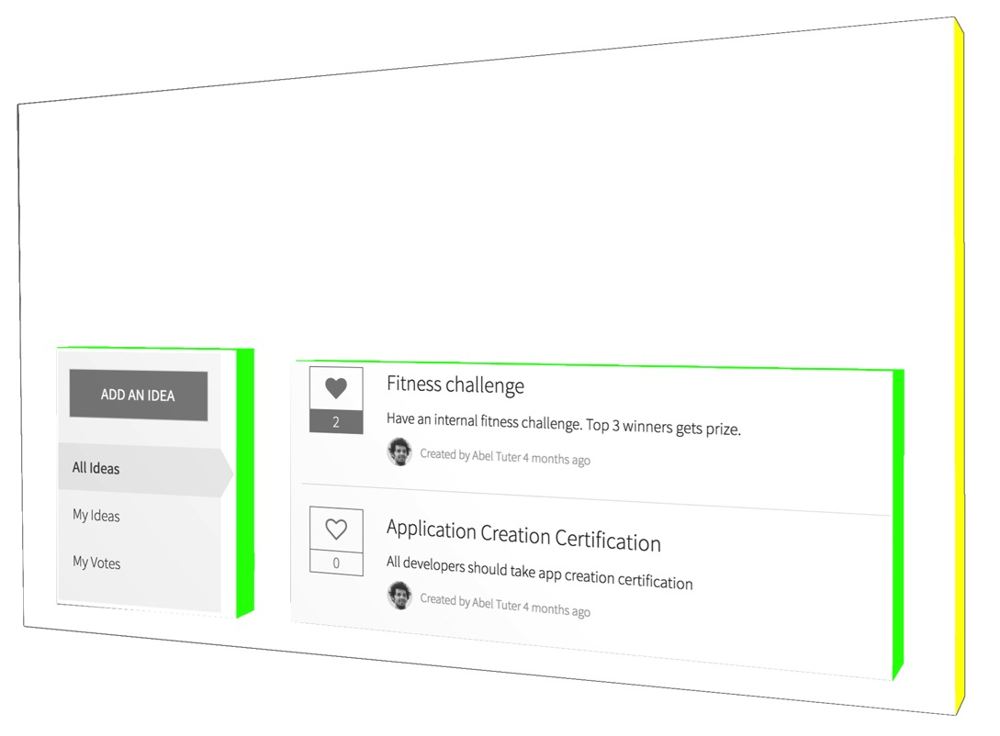 ADD AN IDEA
All Ideas
My Ideas
My Votes
Fitness challenge
2
Have an internal fitness challenge. Top 3 winners gets prize.
Created by Abel Tuter 4 months ago
Application Creation Certification
0
All developers should take app creation certification
Created by Abel Tuter 4 months ago